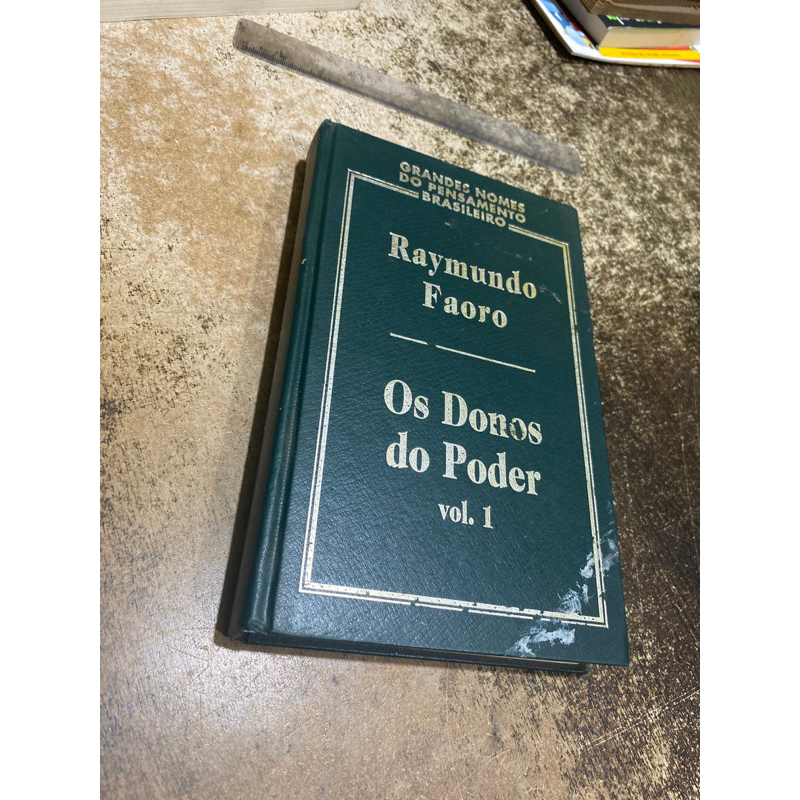 GRANDES NOMES
DO PENSAMENTO
BRASILEIRO
Raymundo
Faoro
Os Donos
do Poder
vol. 1